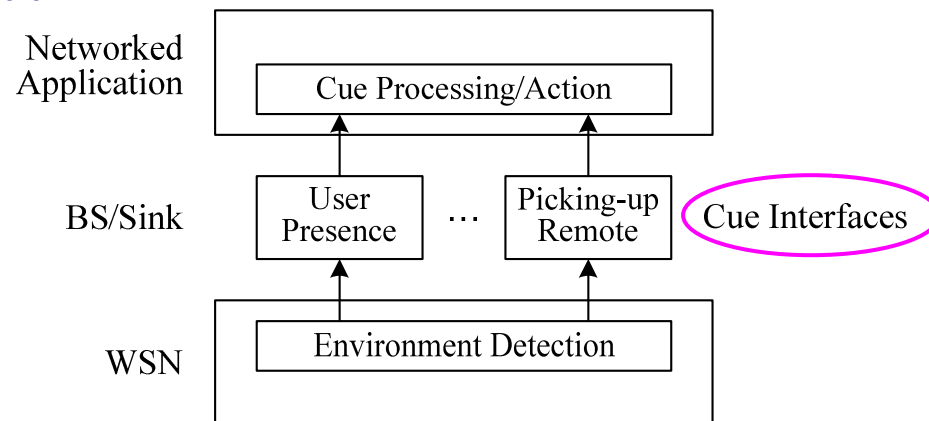 Networked
Application
Cue Processing/Action
BS/Sink
User
Presence
...
Picking-up
Remote
Cue Interfaces
WSN
Environment Detection